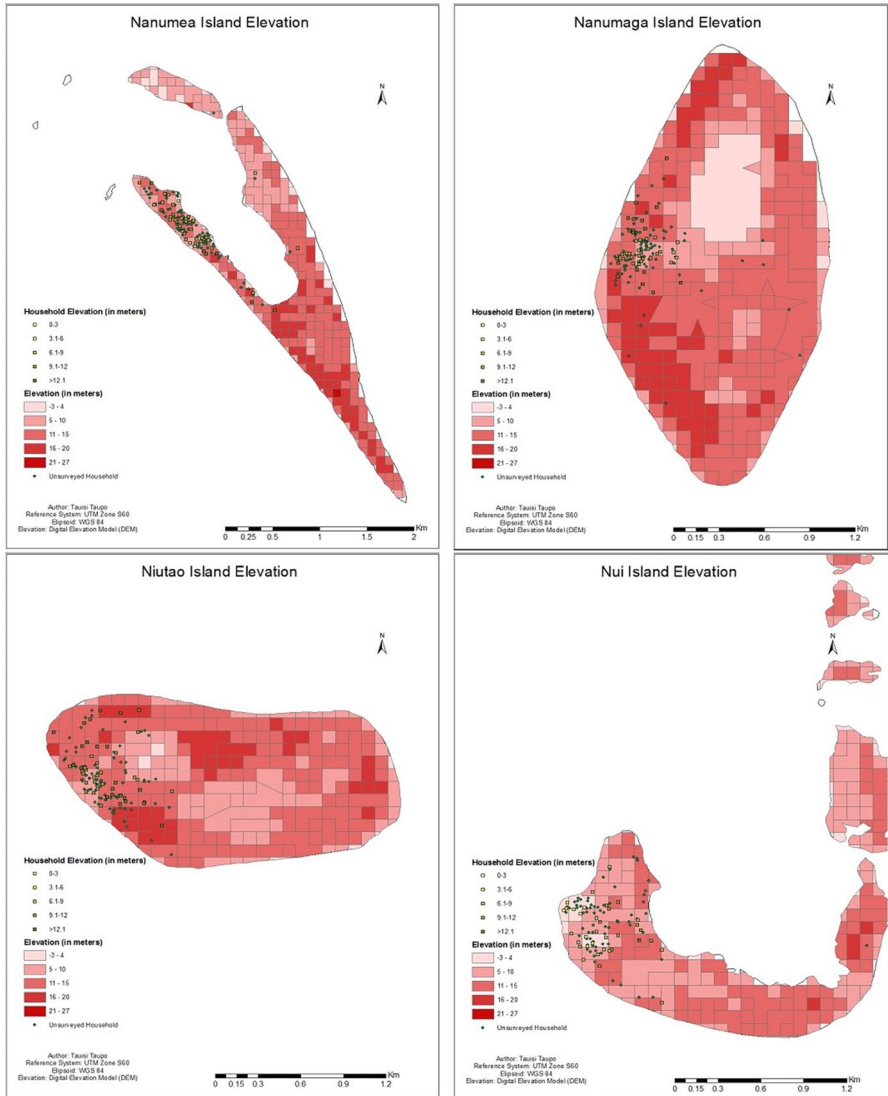 Nanumea Island Elevation
N
Household Elevation (in meters)
0-3
3.1-6
6.1-9
9.1-12
>12.1
Elevation (in meters)
-3 - 4
5 - 10
11 - 15
16 - 20
21 - 27
Unsurveyed Household
Author: Tauisi Taupo
Reference System: UTM Zone S60
Elipsoid: WGS 84
Elevation: Digital Elevation Model (DEM)
Km
0 0.25 0.5 1 1.5 2
Nanumaga Island Elevation
N
Household Elevation (in meters)
0-3
3.1-6
6.1-9
9.1-12
>12.1
Elevation (in meters)
-3 - 4
5 - 10
11 - 15
16 - 20
21 - 27
Unsurveyed Household
Author: Tauisi Taupo
Reference System: UTM Zone S60
Elipsoid: WGS 84
Elevation: Digital Elevation Model (DEM)
Km
0 0.15 0.3 0.6 0.9 1.2
Niutao Island Elevation
N
Household Elevation (in meters)
0-3
3.1-6
6.1-9
9.1-12
>12.1
Elevation (in meters)
-3 - 4
5 - 10
11 - 15
16 - 20
21 - 27
Unsurveyed Household
Author: Tauisi Taupo
Reference System: UTM Zone S60
Elipsoid: WGS 84
Elevation: Digital Elevation Model (DEM)
Km
0 0.15 0.3 0.6 0.9 1.2
Nui Island Elevation
N
Household Elevation (in meters)
0-3
3.1-6
6.1-9
9.1-12
>12.1
Elevation (in meters)
-3 - 4
5 - 10
11 - 15
16 - 20
21 - 27
Unsurveyed Household
Author: Tauisi Taupo
Reference System: UTM Zone S60
Elipsoid: WGS 84
Elevation: Digital Elevation Model (DEM)
Km
0 0.15 0.3 0.6 0.9 1.2